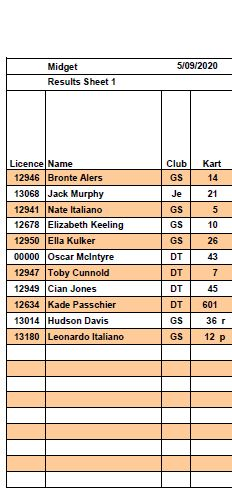 Midget 5/09/2020
Results Sheet 1
Licence Name Club Kart
12946 Bronte Alers GS 14
13068 Jack Murphy Je 21
12941 Nate Italiano GS 5
12678 Elizabeth Keeling GS 10
12950 Ella Kulker GS 26
00000 Oscar McIntyre DT 43
12947 Toby Cunnold DT 7
12949 Cian Jones DT 45
12634 Kade Passchier DT 601
13014 Hudson Davis GS 36 r
13180 Leonardo Italiano GS 12 p